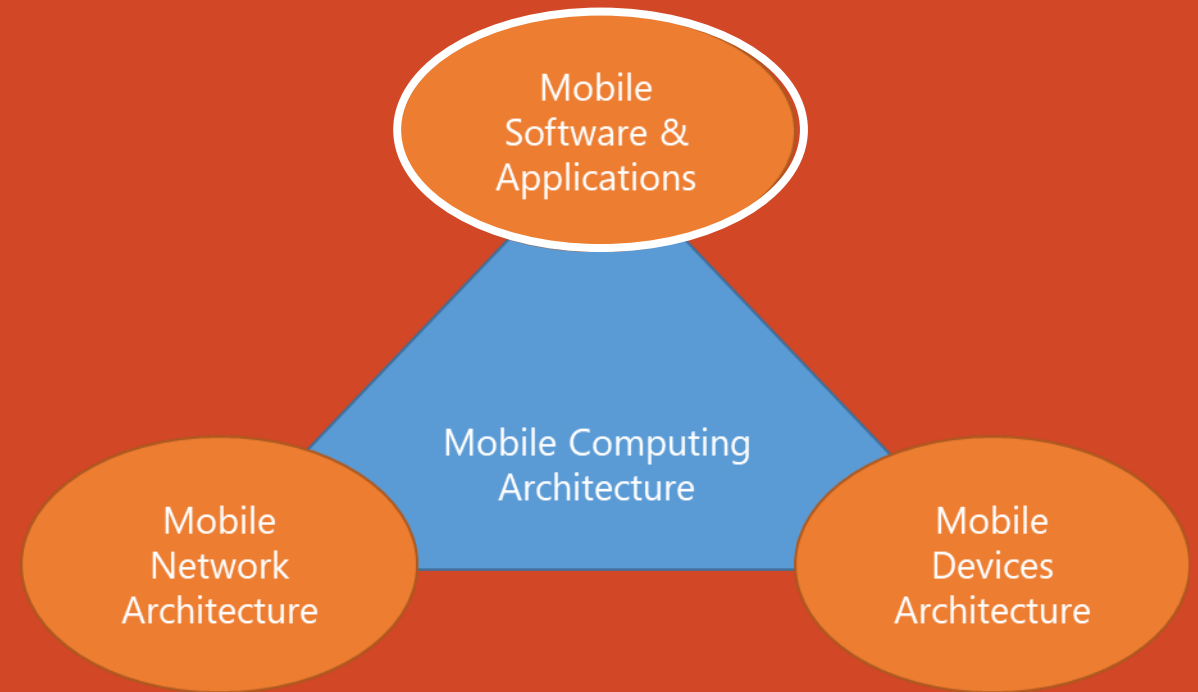 Mobile
Software &
Applications
Mobile Computing
Architecture
Mobile
Network
Architecture
Mobile
Devices
Architecture